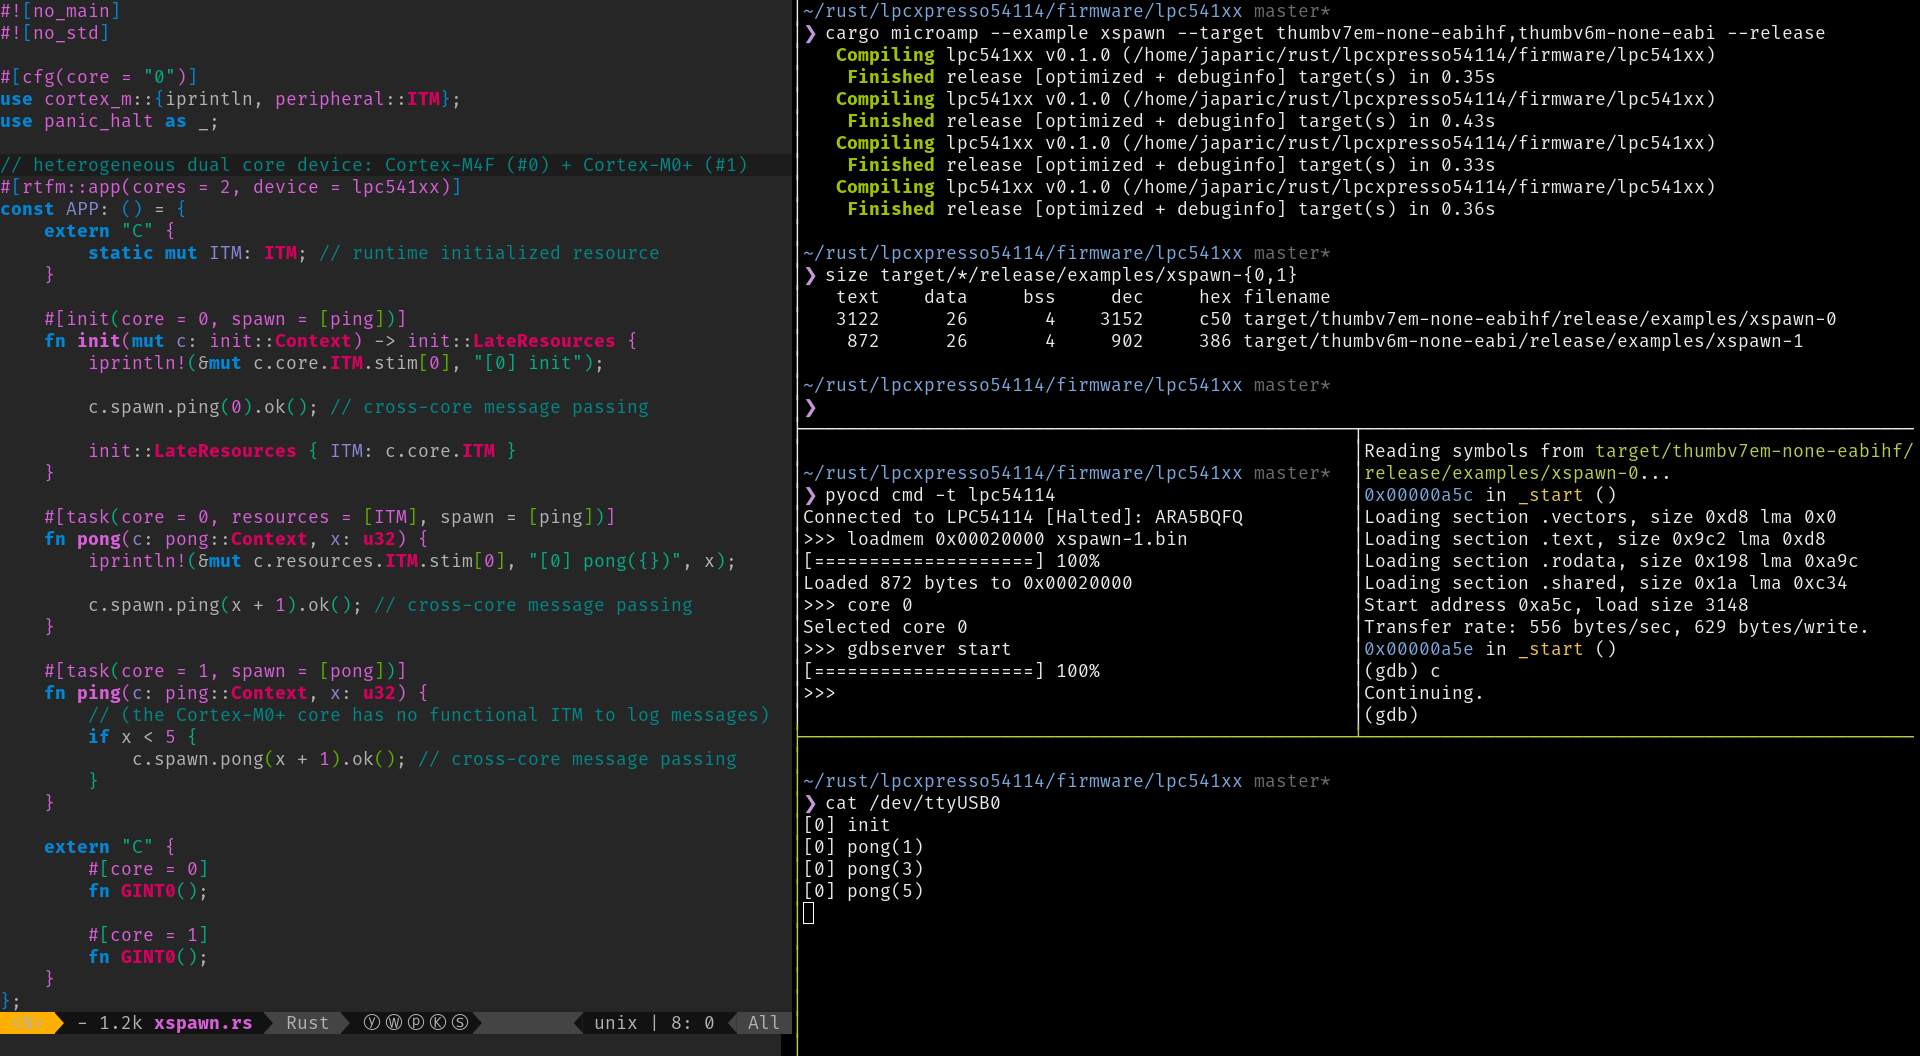 #![no_main]
#![no_std]

#[cfg(core = "0")]
use cortex_m::{iprintln, peripheral::ITM};
use panic_halt as _;

// heterogeneous dual core device: Cortex-M4F (#0) + Cortex-M0+ (#1)
#[rtfm::app(cores = 2, device = lpc541xx)]
const APP: () = {
    extern "C" {
        static mut ITM: ITM; // runtime initialized resource
    }

    #[init(core = 0, spawn = [ping])]
    fn init(mut c: init::Context) -> init::LateResources {
        iprintln!(&mut c.core.ITM.stim[0], "[0] init");

        c.spawn.ping(0).ok(); // cross-core message passing

        init::LateResources { ITM: c.core.ITM }
    }

    #[task(core = 0, resources = [ITM], spawn = [ping])]
    fn pong(c: pong::Context, x: u32) {
        iprintln!(&mut c.resources.ITM.stim[0], "[0] pong({})", x);

        c.spawn.ping(x + 1).ok(); // cross-core message passing
    }

    #[task(core = 1, spawn = [pong])]
    fn ping(c: ping::Context, x: u32) {
        // (the Cortex-M0+ core has no functional ITM to log messages)
        if x < 5 {
            c.spawn.pong(x + 1).ok(); // cross-core message passing
        }
    }

    extern "C" {
        #[core = 0]
        fn GINT0();

        #[core = 1]
        fn GINT0();
    }
};
<N> - 1.2k xspawn.rs Rust ⓨⓌⓟⓀⓢ unix | 8: 0 All
~/rust/lpcxpresso54114/firmware/lpc541xx master*
❯ cargo microamp --example xspawn --target thumbv7em-none-eabihf,thumbv6m-none-eabi --release
   Compiling lpc541xx v0.1.0 (/home/japaric/rust/lpcxpresso54114/firmware/lpc541xx)
    Finished release [optimized + debuginfo] target(s) in 0.35s
   Compiling lpc541xx v0.1.0 (/home/japaric/rust/lpcxpresso54114/firmware/lpc541xx)
    Finished release [optimized + debuginfo] target(s) in 0.43s
   Compiling lpc541xx v0.1.0 (/home/japaric/rust/lpcxpresso54114/firmware/lpc541xx)
    Finished release [optimized + debuginfo] target(s) in 0.33s
   Compiling lpc541xx v0.1.0 (/home/japaric/rust/lpcxpresso54114/firmware/lpc541xx)
    Finished release [optimized + debuginfo] target(s) in 0.36s

~/rust/lpcxpresso54114/firmware/lpc541xx master*
❯ size target/*/release/examples/xspawn-{0,1}
   text    data     bss     dec     hex filename
   3122      26       4    3152     c50 target/thumbv7em-none-eabihf/release/examples/xspawn-0
    872      26       4     902     386 target/thumbv6m-none-eabi/release/examples/xspawn-1

~/rust/lpcxpresso54114/firmware/lpc541xx master*
❯
~/rust/lpcxpresso54114/firmware/lpc541xx master*
❯ pyocd cmd -t lpc54114
Connected to LPC54114 [Halted]: ARA5BQFQ
>>> loadmem 0x00020000 xspawn-1.bin
[====================] 100%
Loaded 872 bytes to 0x00020000
>>> core 0
Selected core 0
>>> gdbserver start
[====================] 100%
>>>
Reading symbols from target/thumbv7em-none-eabihf/
release/examples/xspawn-0...
0x00000a5c in _start ()
Loading section .vectors, size 0xd8 lma 0x0
Loading section .text, size 0x9c2 lma 0xd8
Loading section .rodata, size 0x198 lma 0xa9c
Loading section .shared, size 0x1a lma 0xc34
Start address 0xa5c, load size 3148
Transfer rate: 556 bytes/sec, 629 bytes/write.
0x00000a5e in _start ()
(gdb) c
Continuing.
(gdb)
~/rust/lpcxpresso54114/firmware/lpc541xx master*
❯ cat /dev/ttyUSB0
[0] init
[0] pong(1)
[0] pong(3)
[0] pong(5)